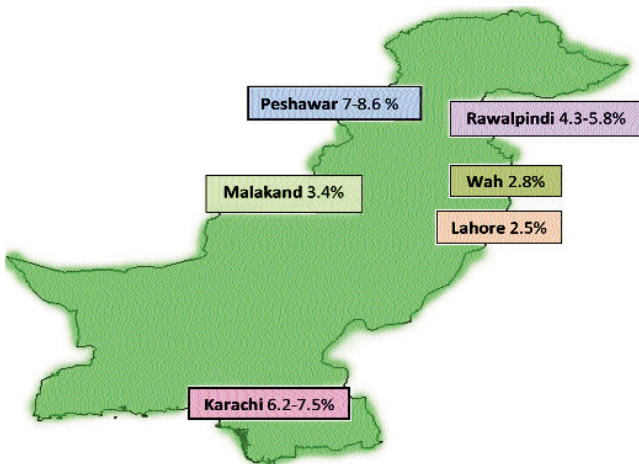 Peshawar 7-8.6 %
Rawalpindi 4.3-5.8%
Malakand 3.4%
Wah 2.8%
Lahore 2.5%
Karachi 6.2-7.5%